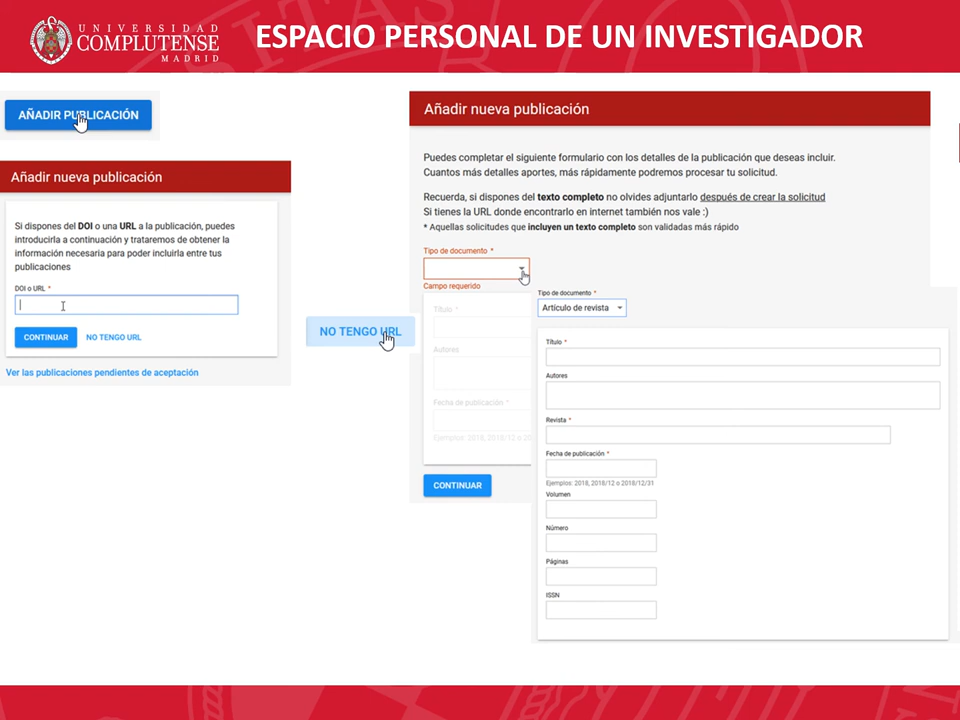 UNIVERSIDAD
COMPLUTENSE
MADRID
ESPACIO PERSONAL DE UN INVESTIGADOR
AÑADIR PUBLICACIÓN
Añadir nueva publicación
Si dispones del DOI o una URL a la publicación, puedes
introducirla a continuación y trataremos de obtener la
información necesaria para poder incluirla entre tus
publicaciones
DOI o URL *
CONTINUAR
NO TENGO URL
Ver las publicaciones pendientes de aceptación
NO TENGO URL
Añadir nueva publicación
Puedes completar el siguiente formulario con los detalles de la publicación que deseas incluir.
Cuantos más detalles aportes, más rápidamente podremos procesar tu solicitud.
Recuerda, si dispones del texto completo no olvides adjuntarlo después de crear la solicitud
Si tienes la URL donde encontrarlo en internet también nos vale :)
* Aquellas solicitudes que incluyen un texto completo son validadas más rápido
Tipo de documento *
Campo requerido
Título *
Autores
Fecha de publicación *
Ejemplos: 2018, 2018/12 o 20
CONTINUAR
Tipo de documento *
Artículo de revista
Título *
Autores
Revista *
Fecha de publicación *
Ejemplos: 2018, 2018/12 o 2018/12/31
Volumen
Número
Páginas
ISSN